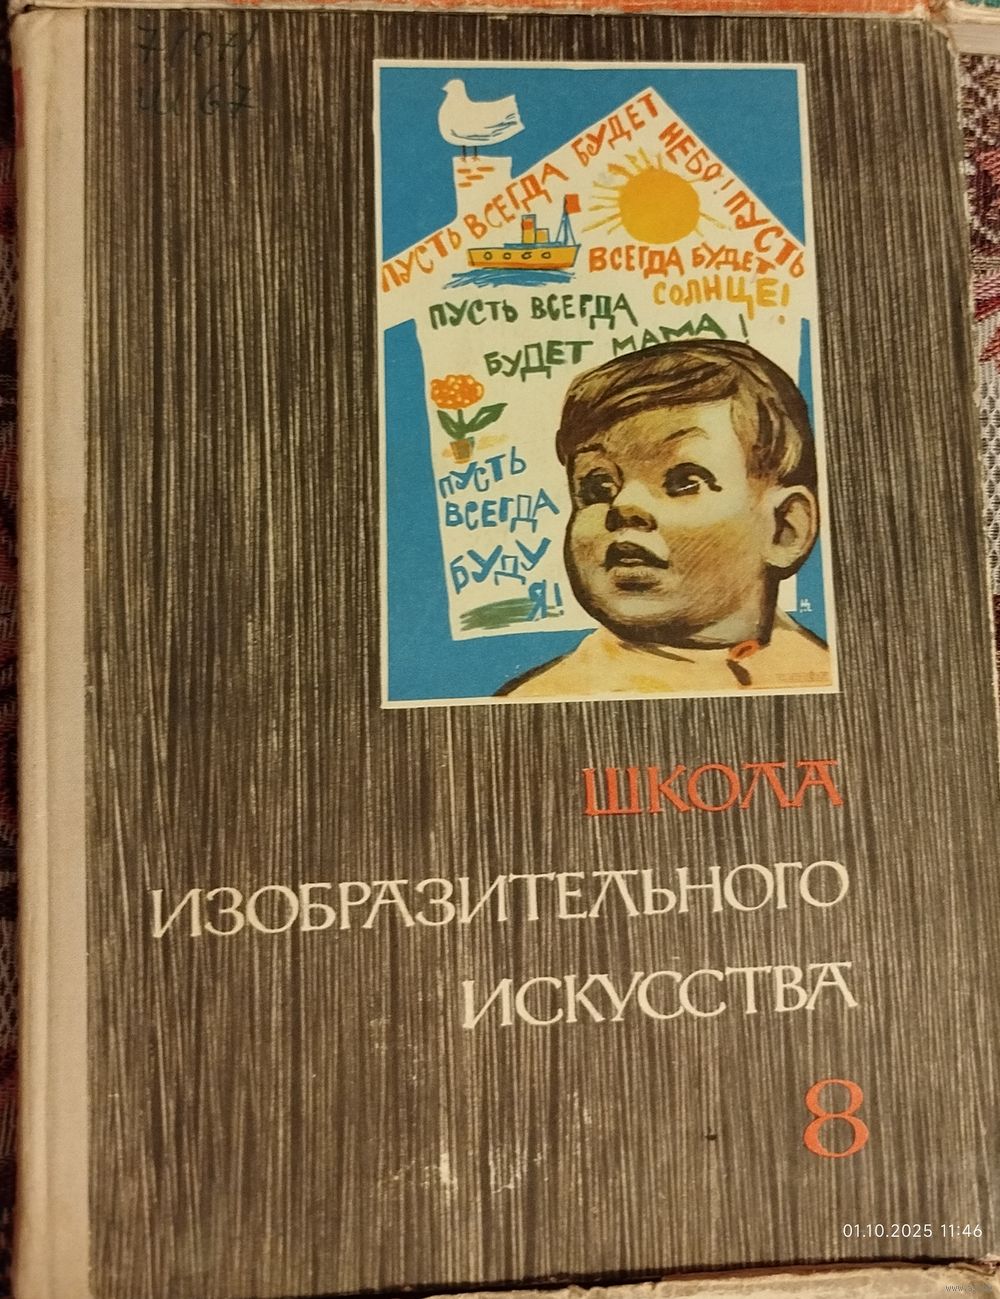 ПУСТЬ ВСЕГДА БУДЕТ НЕБО! ПУСТЬ
ВСЕГДА БУДЕТ
СОЛНЦЕ!
ПУСТЬ ВСЕГДА
БУДЕТ МАМА!
ПУСТЬ
ВСЕГДА
БУДУ
Я!
ШКОЛА
ИЗОБРАЗИТЕЛЬНОГО
ИСКУССТВА
8
01.10.2025 11:46